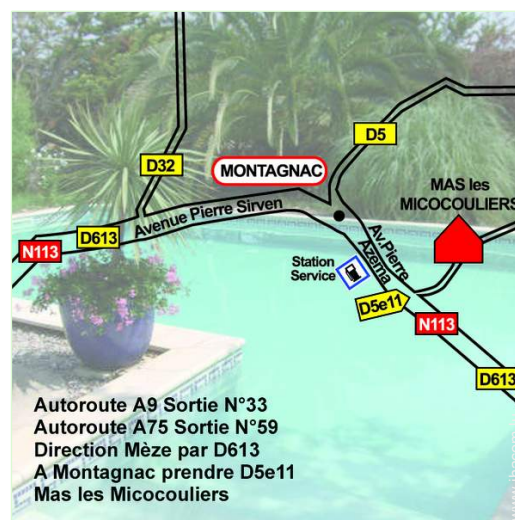 D5
D32
MONTAGNAC
MAS les
MICOCOULIERS
Avenue Pierre Sirven
D613
N113
Av.Pierre
Azema
Station
Service
D5e11
N113
D613
Autoroute A9 Sortie N°33
Autoroute A75 Sortie N°59
Direction Mèze par D613
A Montagnac prendre D5e11
Mas les Micocouliers